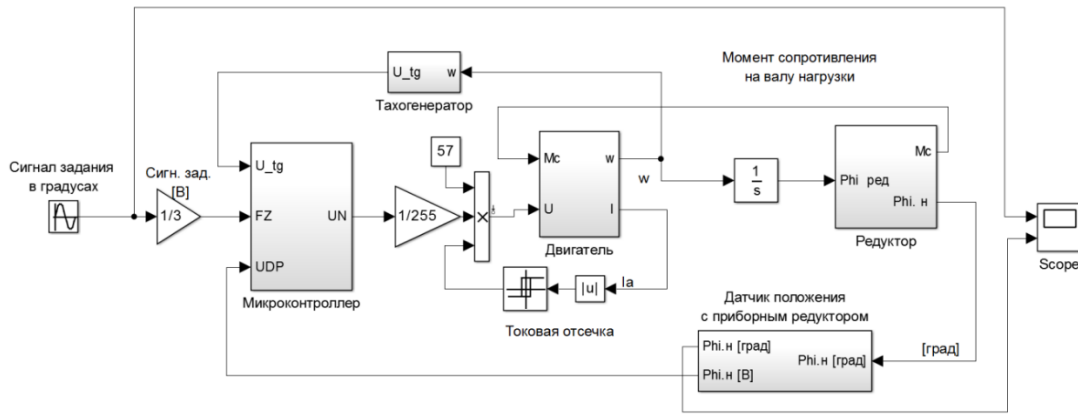 Момент сопротивления
на валу нагрузки
U_tg
w
Тахогенератор
57
Сигнал задания
в градусах
Сигн. зад.
[В]
1/3
U_tg
FZ
UDP
UN
Микроконтроллер
1/255
×
Mc
U
w
I
Двигатель
w
1
s
Phi ред
Mc
Phi. н
Редуктор
Scope
|u|
Ia
Токовая отсечка
Датчик положения
с приборным редуктором
Phi.н [град]
Phi.н [В]
Phi.н [град]
[град]